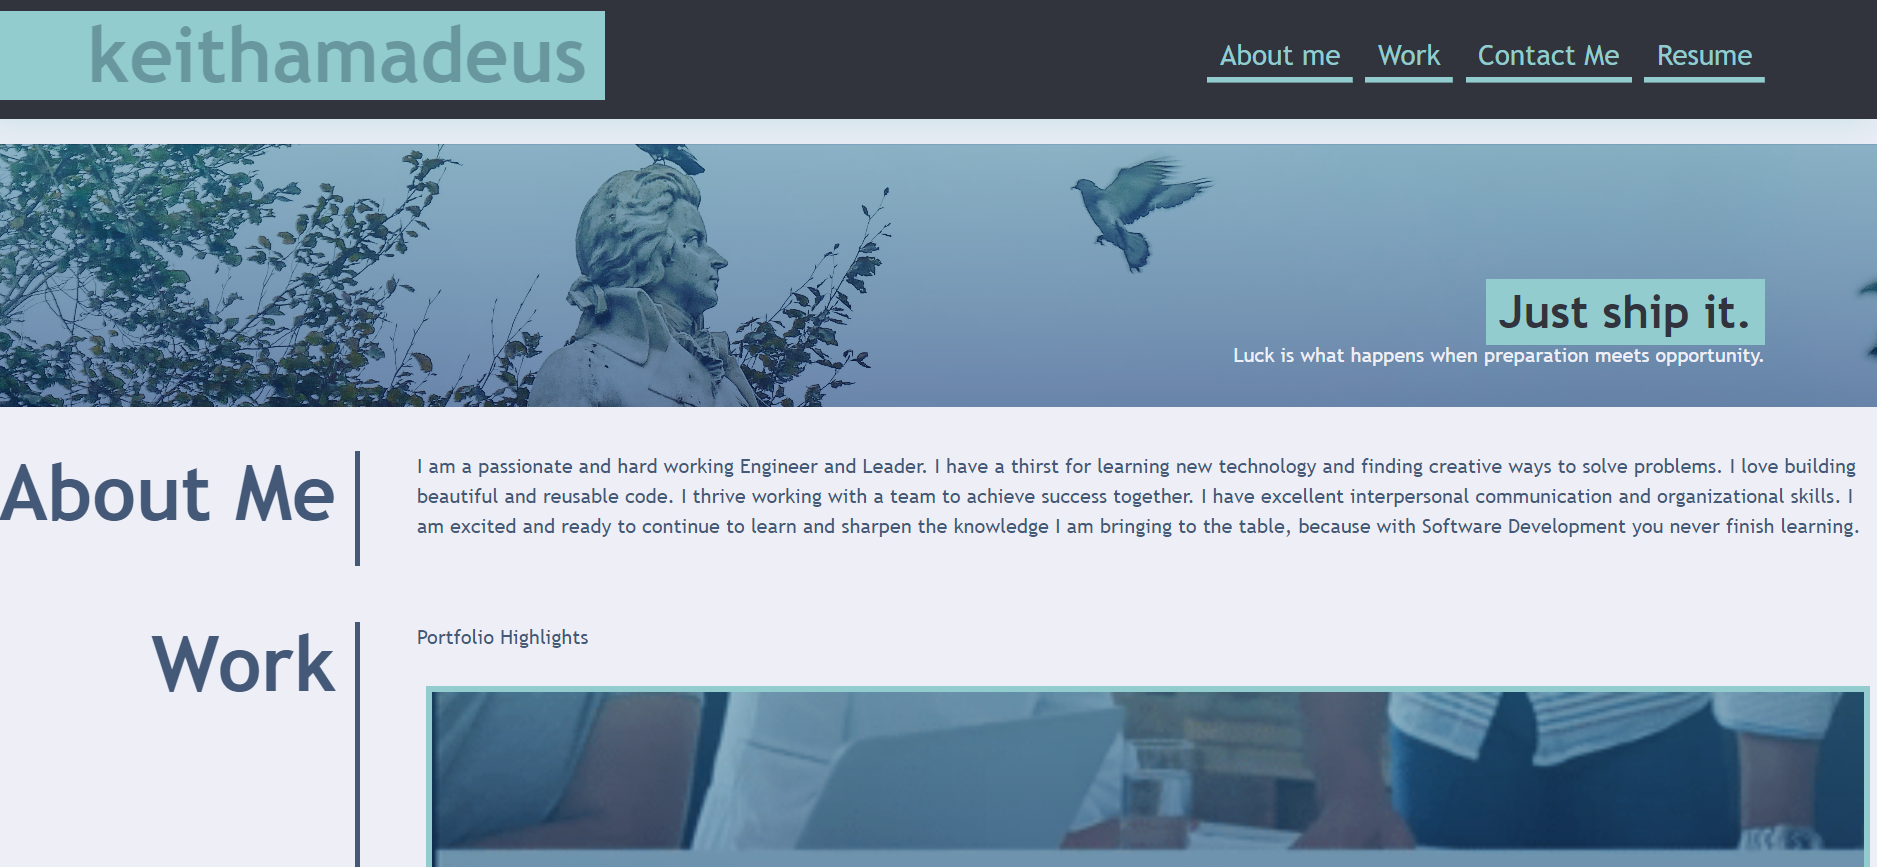 keithamadeus
About me
Work
Contact Me
Resume
Just ship it.
Luck is what happens when preparation meets opportunity.
About Me
I am a passionate and hard working Engineer and Leader. I have a thirst for learning new technology and finding creative ways to solve problems. I love building
beautiful and reusable code. I thrive working with a team to achieve success together. I have excellent interpersonal communication and organizational skills. I
am excited and ready to continue to learn and sharpen the knowledge I am bringing to the table, because with Software Development you never finish learning.
Work
Portfolio Highlights